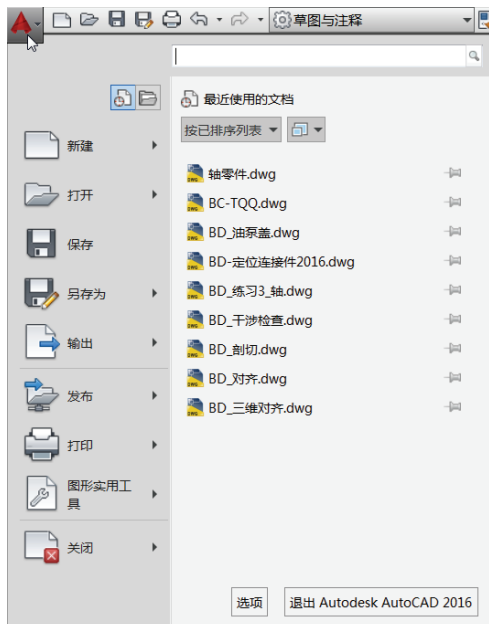 草图与注释
最近使用的文档
按已排序列表
新建
打开
保存
另存为
输出
发布
打印
图形实用工
具
关闭
轴零件.dwg
BC-TQQ.dwg
BD_油泵盖.dwg
BD-定位连接件2016.dwg
BD_练习3_轴.dwg
BD_干涉检查.dwg
BD_剖切.dwg
BD_对齐.dwg
BD_三维对齐.dwg
选项
退出 Autodesk AutoCAD 2016